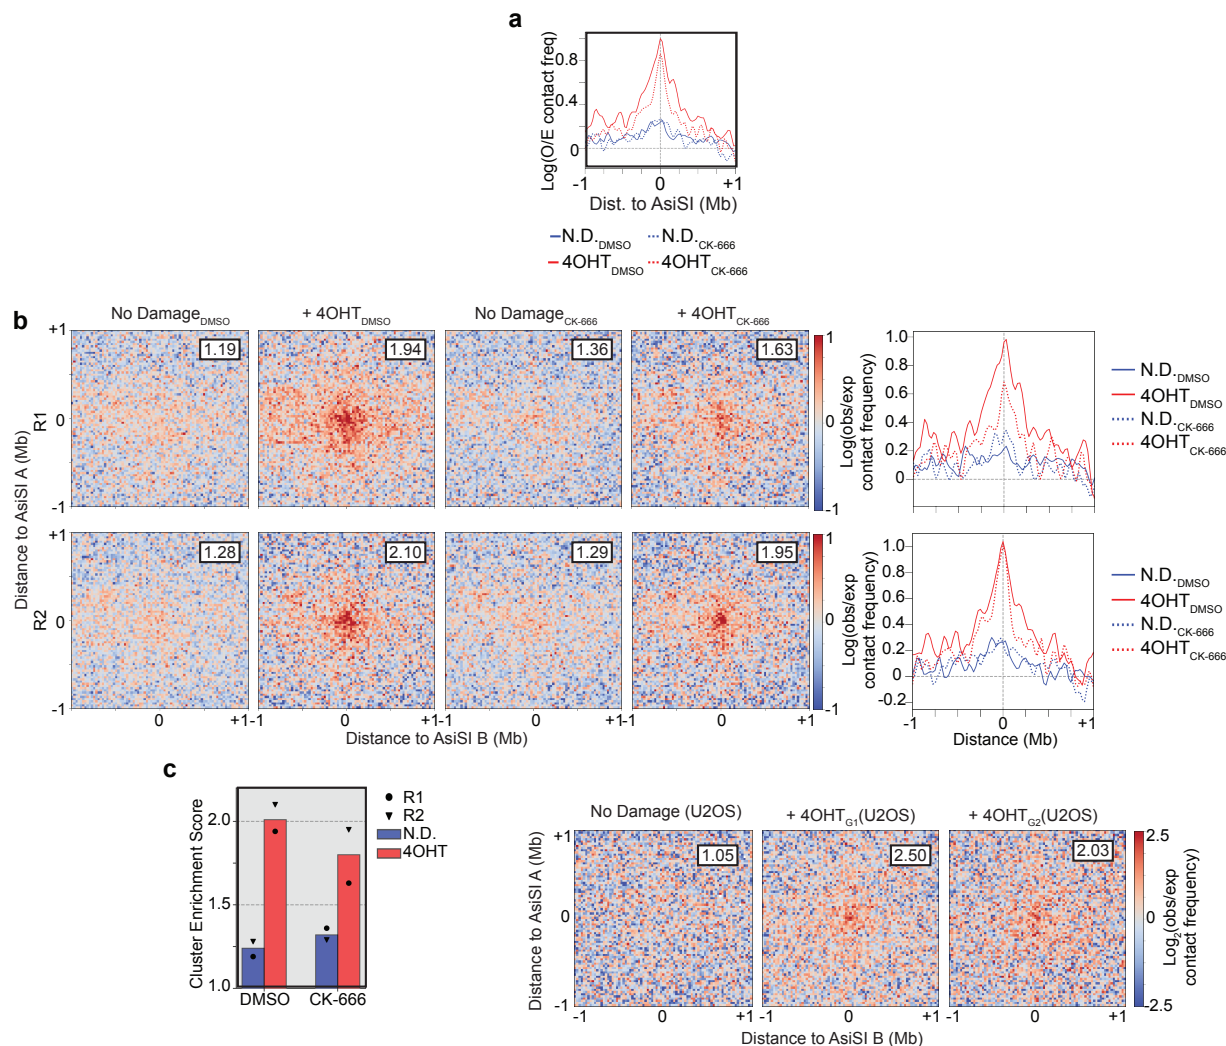 a
Log(O/E contact freq)
0.8
0.4
0
-1 0 +1
Dist. to AsiSI (Mb)
N.D.DMSO N.D.CK-666
4OHTDMSO 4OHTCK-666
b
No DamageDMSO + 4OHTDMSO No DamageCK-666 + 4OHTCK-666
Distance to AsiSI A (Mb)
R1
+1
0
-1
1.19 1.94 1.36 1.63
1
0
-1
Log(obs/exp
contact frequency)
1.0
0.8
0.6
0.4
0.2
0
N.D.DMSO
4OHTDMSO
N.D.CK-666
4OHTCK-666
R2
+1
0
-1
1.28 2.10 1.29 1.95
1
0
-1
Log(obs/exp
contact frequency)
1.0
0.8
0.6
0.4
0.2
0
-0.2
N.D.DMSO
4OHTDMSO
N.D.CK-666
4OHTCK-666
0 +1 -1 0 +1 0 +1 -1 0 +1
Distance to AsiSI B (Mb)
-1 0 +1
Distance (Mb)
c
Cluster Enrichment Score
2.0
1.5
1.0
DMSO CK-666
R1
R2
N.D.
4OHT
No Damage (U2OS) + 4OHTG1(U2OS) + 4OHTG2(U2OS)
Distance to AsiSI A (Mb)
+1
0
-1
1.05 2.50 2.03
2.5
0
-2.5
Log2(obs/exp
contact frequency)
-1 0 +1 -1 0 +1 -1 0 +1
Distance to AsiSI B (Mb)